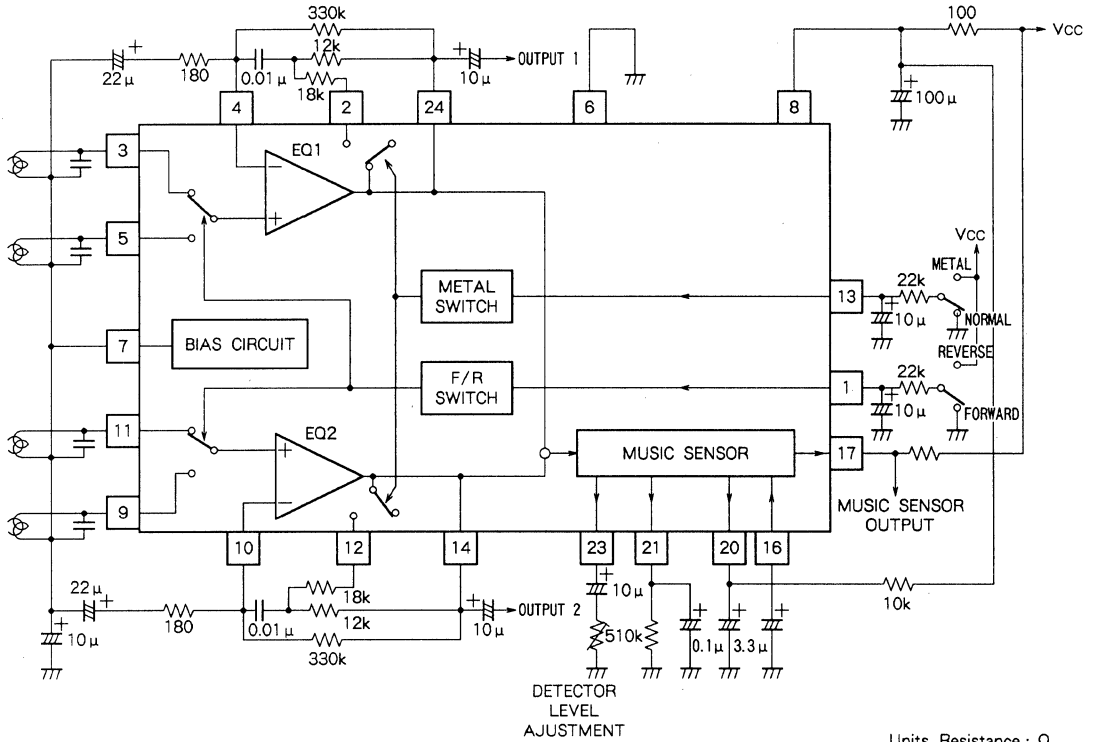 330k
100
Vcc
22μ
180
0.01μ
12k
18k
10μ
OUTPUT 1
100μ
4
2
24
6
8
3
EQ1
5
Vcc
METAL
METAL
SWITCH
13
22k
10μ
NORMAL
7
BIAS CIRCUIT
REVERSE
F/R
SWITCH
1
22k
10μ
FORWARD
11
EQ2
MUSIC SENSOR
17
MUSIC SENSOR
OUTPUT
9
10
12
14
23
21
20
16
22μ
180
0.01μ
18k
12k
330k
10μ
OUTPUT 2
10μ
10μ
510k
0.1μ
3.3μ
10k
DETECTOR
LEVEL
AJUSTMENT